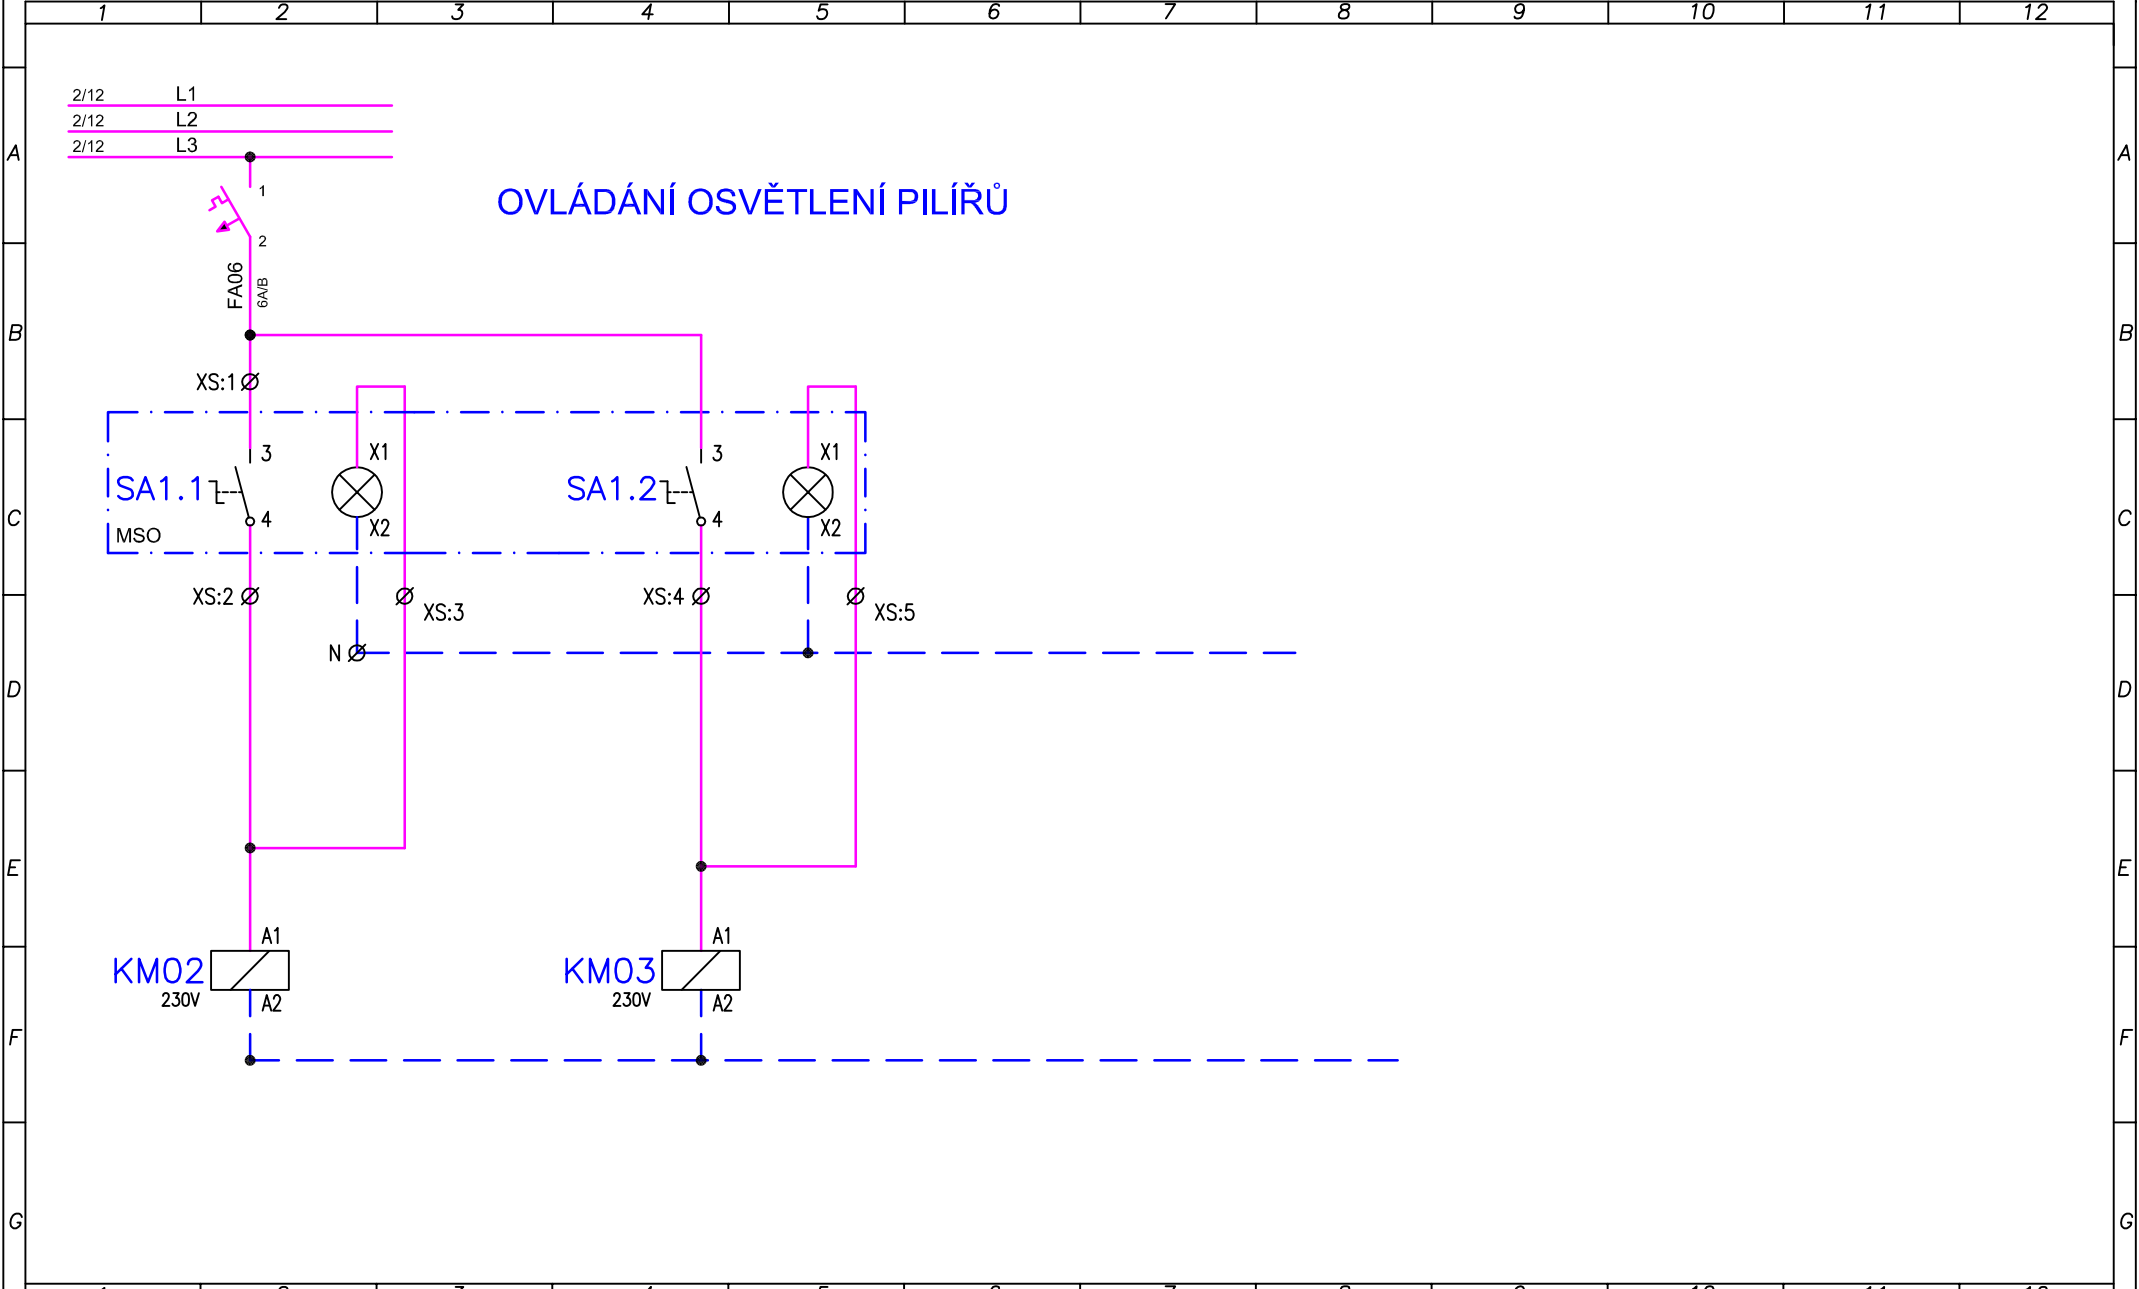 1 2 3 4 5 6 7 8 9 10 11 12
2/12 L1
2/12 L2
2/12 L3
A A
1
OVLÁDÁNÍ OSVĚTLENÍ PILÍŘŮ
2
FA06
6A/B
B B
XS:1
3 X1 3 X1
SA1.1 SA1.2
C 4 X2 4 X2 C
MSO
XS:2 XS:3 XS:4 XS:5
N
D D
E E
A1 A1
KM02 KM03
230V A2 230V A2
F F
G G